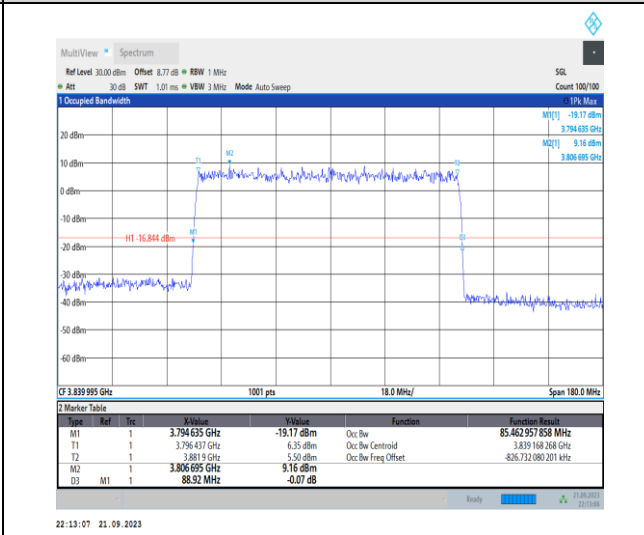 MultiView Spectrum
Ref Level 30.00 dBm Offset 8.77 dB RBW 1 MHz SGL
Att 30 dB SWT 1.01 ms VBW 3 MHz Mode Auto Sweep Count 100/100
1 Occupied Bandwidth 1Pk Max
M1[1] -19.17 dBm
3.794 635 GHz
M2[1] 9.16 dBm
3.806 695 GHz
20 dBm
M2
T1
T2
10 dBm
0 dBm
-10 dBm
M1
H1 -16.844 dBm
D3
-20 dBm
-30 dBm
-40 dBm
-50 dBm
-60 dBm
CF 3.839 995 GHz 1001 pts 18.0 MHz/ Span 180.0 MHz
2 Marker Table
Type Ref Trc X-Value Y-Value Function Function Result
M1 1 3.794 635 GHz -19.17 dBm Occ Bw 85.462 957 858 MHz
T1 1 3.796 437 GHz 6.35 dBm Occ Bw Centroid 3.839 168 268 GHz
T2 1 3.881 9 GHz 5.50 dBm Occ Bw Freq Offset -826.732 080 201 kHz
M2 1 3.806 695 GHz 9.16 dBm
D3 M1 1 88.92 MHz -0.07 dB
Ready 21.09.2023
22:13:06
22:13:07 21.09.2023